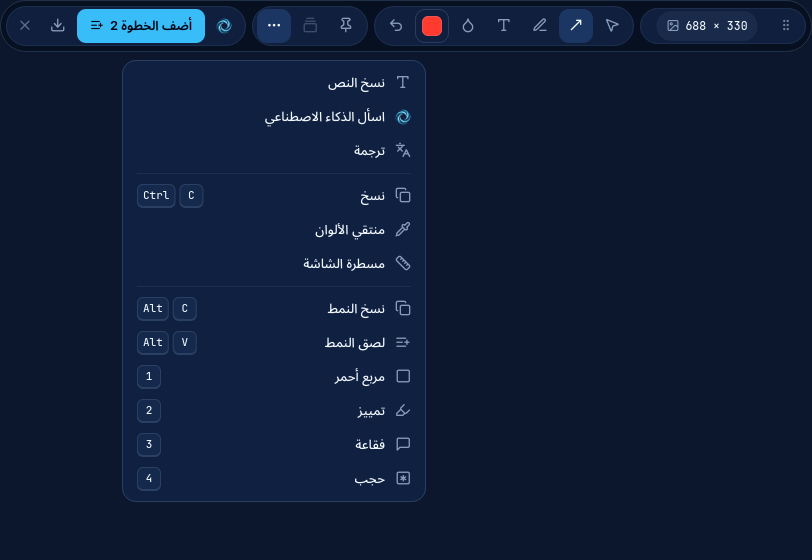 688 × 330
أضف الخطوة 2
نسخ النص
اسأل الذكاء الاصطناعي
ترجمة
نسخ Ctrl C
منتقي الألوان
مسطرة الشاشة
نسخ النمط Alt C
لصق النمط Alt V
مربع أحمر 1
تمييز 2
فقاعة 3
حجب 4